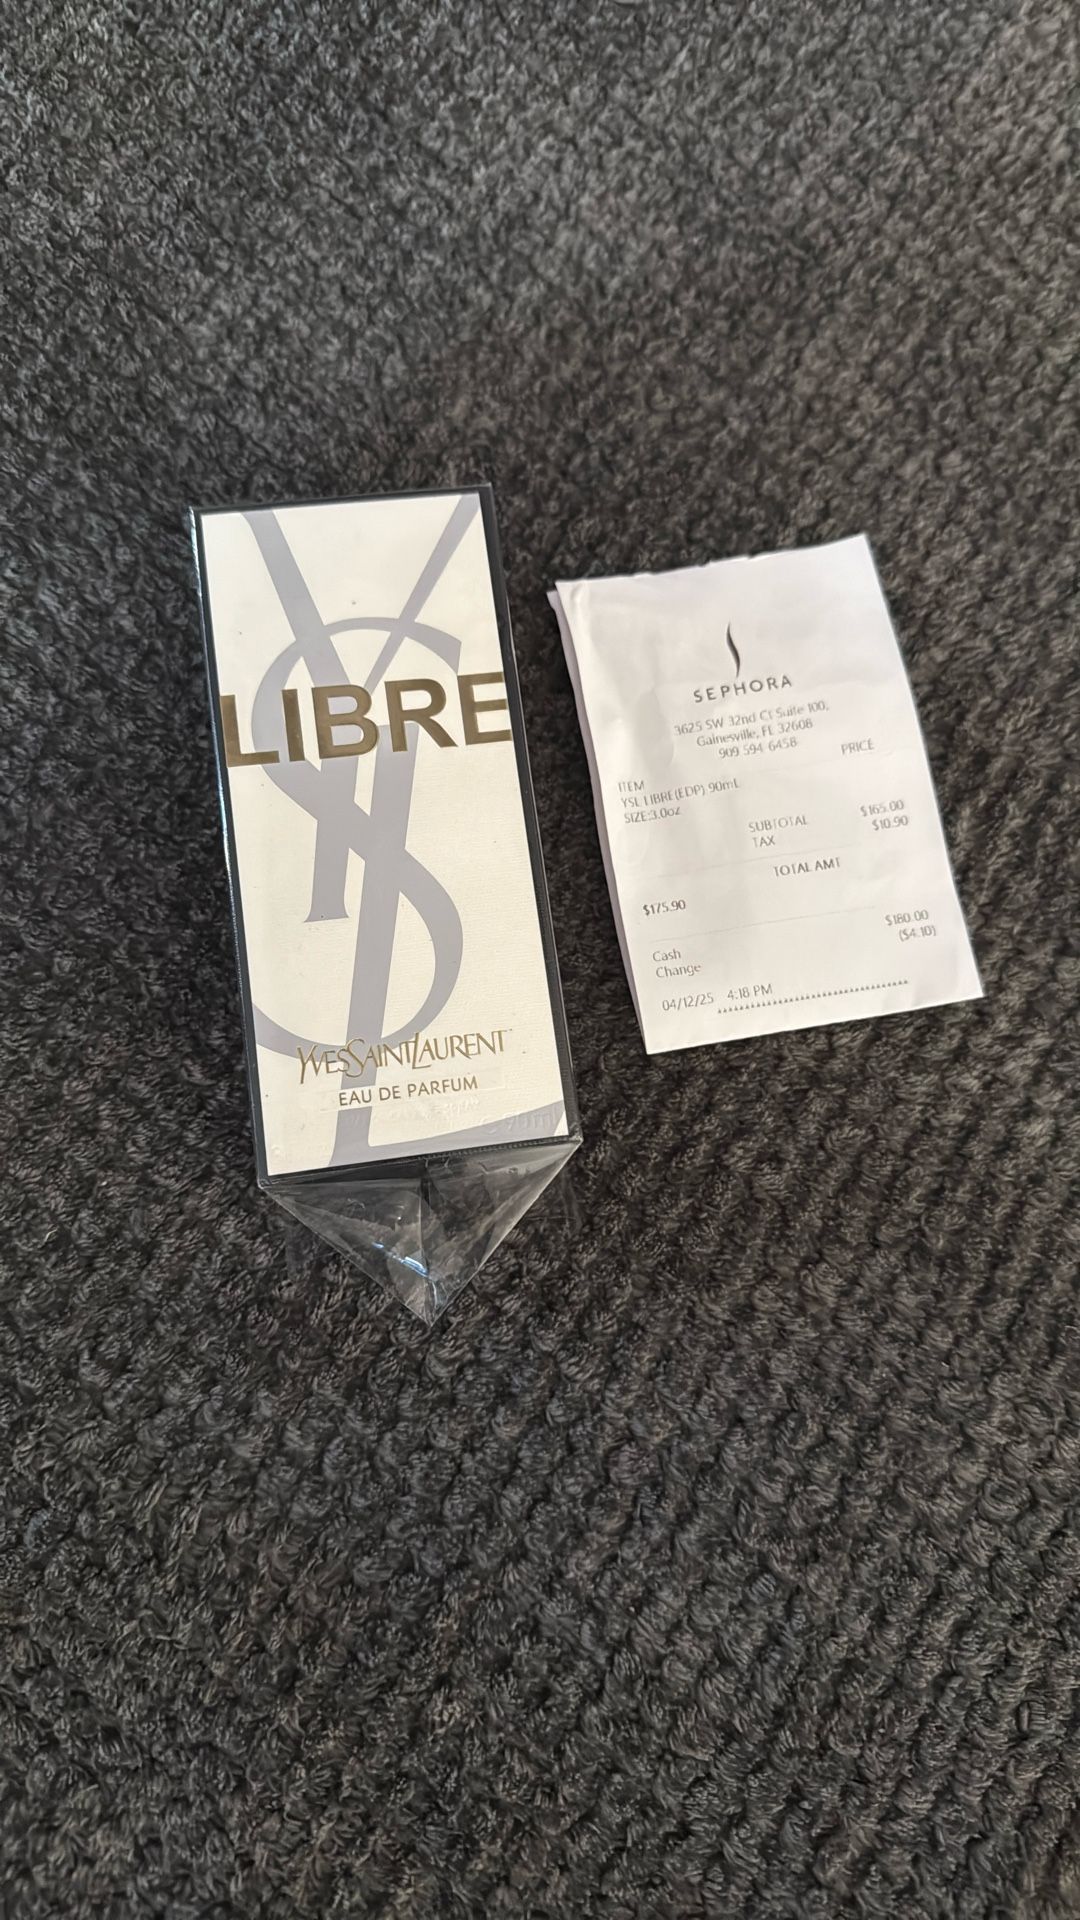 LIBRE
YVESSAINTLAURENT
EAU DE PARFUM
90ml
SEPHORA
3625 SW 32nd Ct Suite 100,
Gainesville, FL 32608
909 594 6458
PRICE
ITEM
YSL LIBRE(EDP) 90mL
SIZE:3.0oz
SUBTOTAL $165.00
TAX $10.90
TOTAL AMT
$175.90
$180.00
($4.10)
Cash
Change
04/12/25 4:18 PM